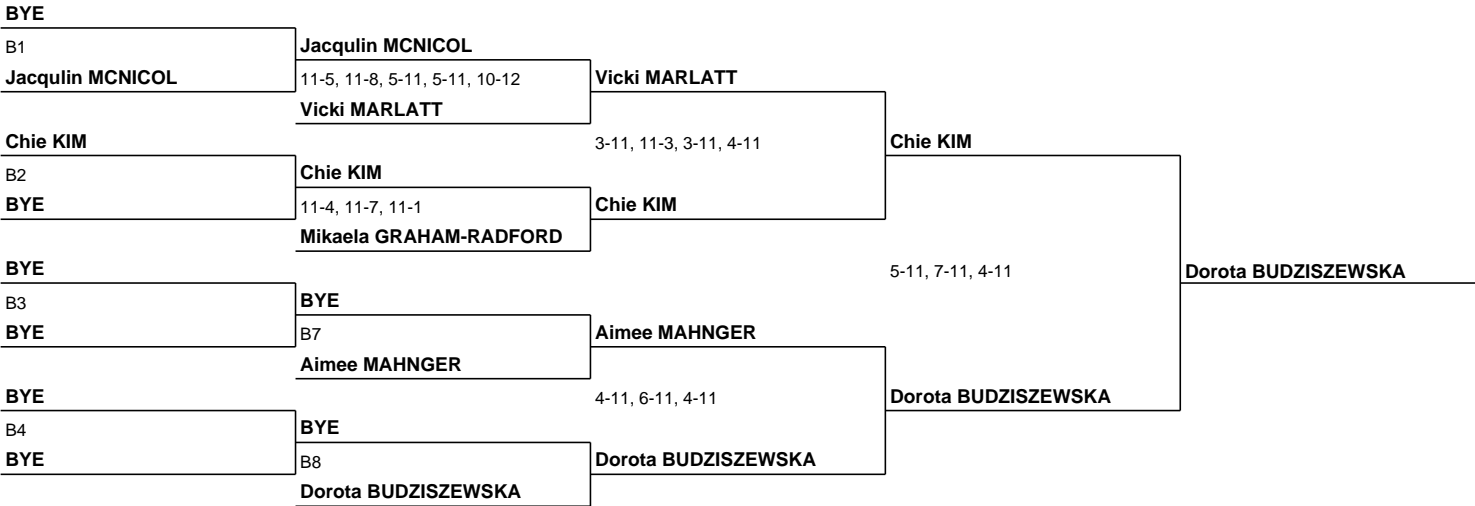 BYE
B1
Jacqulin MCNICOL
Jacqulin MCNICOL
11-5, 11-8, 5-11, 5-11, 10-12
Vicki MARLATT
Vicki MARLATT
Chie KIM
3-11, 11-3, 3-11, 4-11
Chie KIM
B2
Chie KIM
BYE
11-4, 11-7, 11-1
Chie KIM
Mikaela GRAHAM-RADFORD
BYE
5-11, 7-11, 4-11
Dorota BUDZISZEWSKA
B3
BYE
BYE
B7
Aimee MAHNGER
Aimee MAHNGER
BYE
4-11, 6-11, 4-11
Dorota BUDZISZEWSKA
B4
BYE
BYE
B8
Dorota BUDZISZEWSKA
Dorota BUDZISZEWSKA